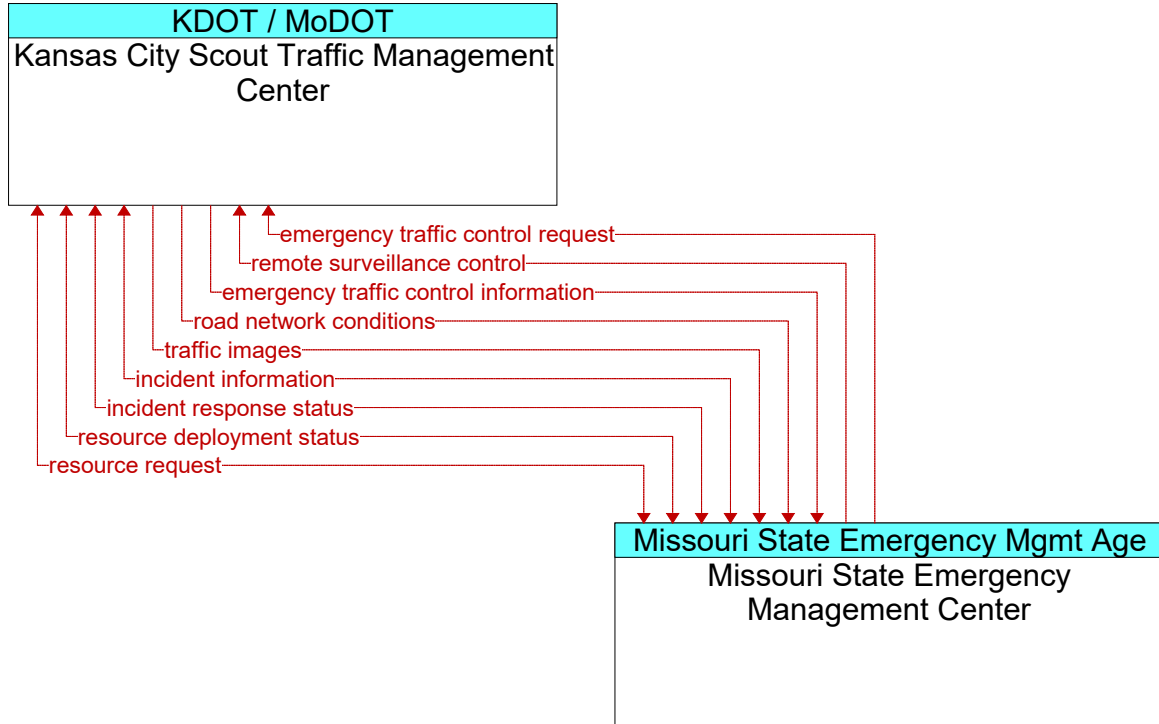 KDOT / MoDOT
Kansas City Scout Traffic Management
Center
emergency traffic control request
remote surveillance control
emergency traffic control information
road network conditions
traffic images
incident information
incident response status
resource deployment status
resource request
Missouri State Emergency Mgmt Age
Missouri State Emergency
Management Center